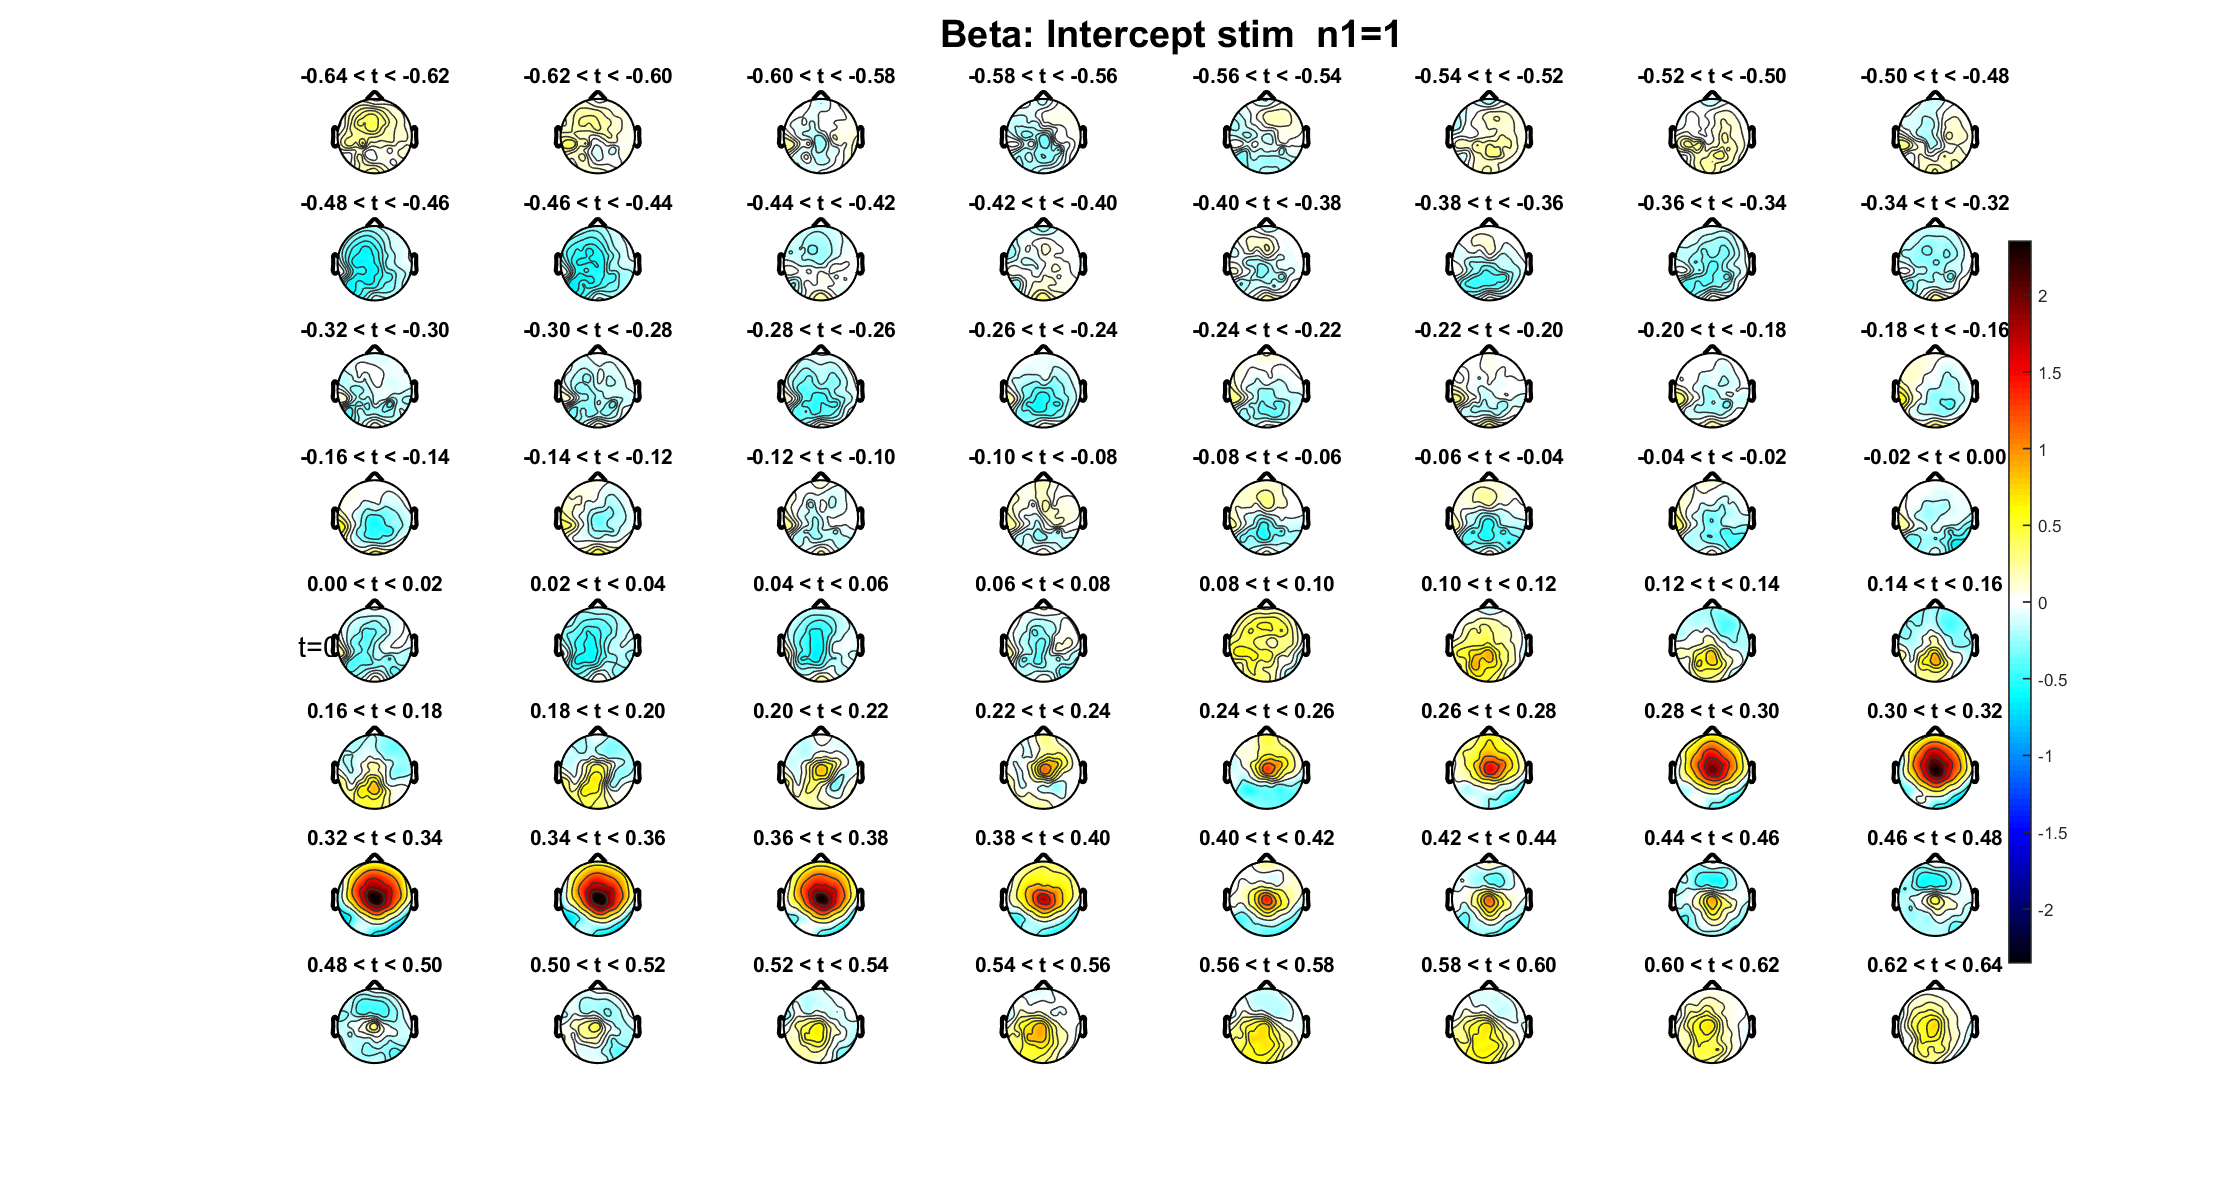 Beta: Intercept stim  n1=1
-0.64 < t < -0.62
-0.62 < t < -0.60
-0.60 < t < -0.58
-0.58 < t < -0.56
-0.56 < t < -0.54
-0.54 < t < -0.52
-0.52 < t < -0.50
-0.50 < t < -0.48
-0.48 < t < -0.46
-0.46 < t < -0.44
-0.44 < t < -0.42
-0.42 < t < -0.40
-0.40 < t < -0.38
-0.38 < t < -0.36
-0.36 < t < -0.34
-0.34 < t < -0.32
-0.32 < t < -0.30
-0.30 < t < -0.28
-0.28 < t < -0.26
-0.26 < t < -0.24
-0.24 < t < -0.22
-0.22 < t < -0.20
-0.20 < t < -0.18
-0.18 < t < -0.16
-0.16 < t < -0.14
-0.14 < t < -0.12
-0.12 < t < -0.10
-0.10 < t < -0.08
-0.08 < t < -0.06
-0.06 < t < -0.04
-0.04 < t < -0.02
-0.02 < t < 0.00
0.00 < t < 0.02
0.02 < t < 0.04
0.04 < t < 0.06
0.06 < t < 0.08
0.08 < t < 0.10
0.10 < t < 0.12
0.12 < t < 0.14
0.14 < t < 0.16
t=0
0.16 < t < 0.18
0.18 < t < 0.20
0.20 < t < 0.22
0.22 < t < 0.24
0.24 < t < 0.26
0.26 < t < 0.28
0.28 < t < 0.30
0.30 < t < 0.32
0.32 < t < 0.34
0.34 < t < 0.36
0.36 < t < 0.38
0.38 < t < 0.40
0.40 < t < 0.42
0.42 < t < 0.44
0.44 < t < 0.46
0.46 < t < 0.48
0.48 < t < 0.50
0.50 < t < 0.52
0.52 < t < 0.54
0.54 < t < 0.56
0.56 < t < 0.58
0.58 < t < 0.60
0.60 < t < 0.62
0.62 < t < 0.64
2
1.5
1
0.5
0
-0.5
-1
-1.5
-2